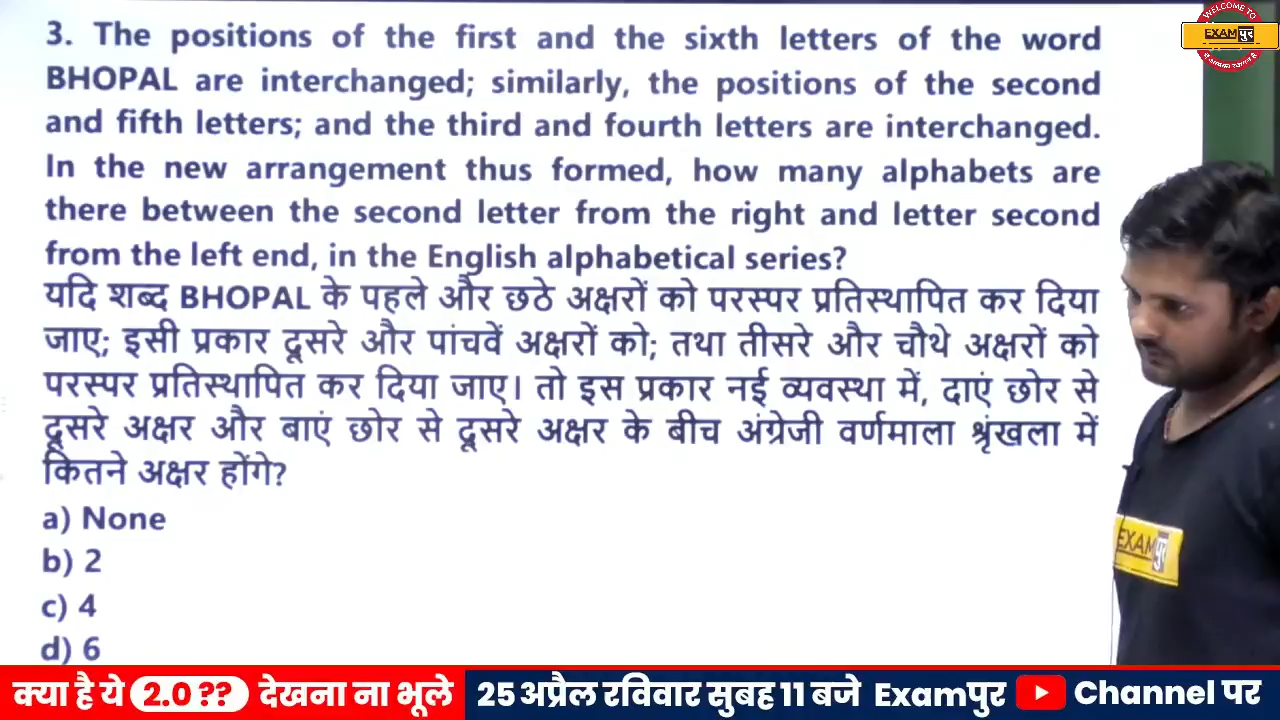 3. The positions of the first and the sixth letters of the word
BHOPAL are interchanged; similarly, the positions of the second
and fifth letters; and the third and fourth letters are interchanged.
In the new arrangement thus formed, how many alphabets are
there between the second letter from the right and letter second
from the left end, in the English alphabetical series?
यदि शब्द BHOPAL के पहले और छठे अक्षरों को परस्पर प्रतिस्थापित कर दिया
जाए; इसी प्रकार दूसरे और पांचवें अक्षरों को; तथा तीसरे और चौथे अक्षरों को
परस्पर प्रतिस्थापित कर दिया जाए। तो इस प्रकार नई व्यवस्था में, दाएं छोर से
दूसरे अक्षर और बाएं छोर से दूसरे अक्षर के बीच अंग्रेजी वर्णमाला श्रृंखला में
कितने अक्षर होंगे?
a) None
b) 2
c) 4
d) 6
WELCOME TO
EXAMपुर
EXAMपुर
क्या है ये 2.0 ?? देखना ना भूले 25 अप्रैल रविवार सुबह 11 बजे Examपुर Channel पर